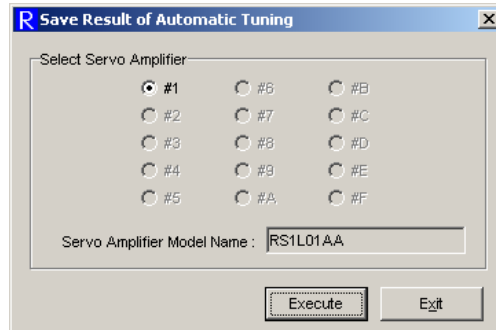 R Save Result of Automatic Tuning
Select Servo Amplifier
#1 #6 #B
#2 #7 #C
#3 #8 #D
#4 #9 #E
#5 #A #F
Servo Amplifier Model Name : RS1L01AA
Execute Exit